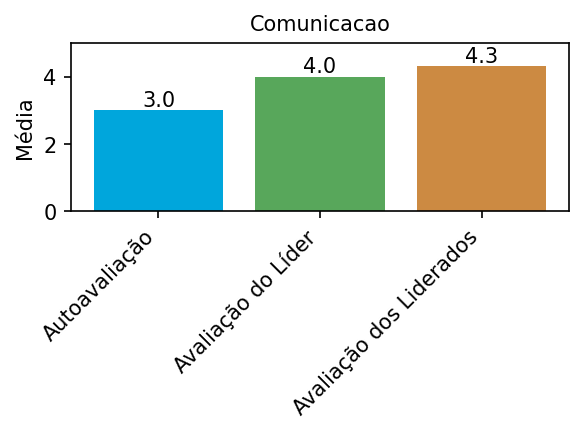 Comunicacao
4.3
4.0
3.0
Média
4
2
0
Autoavaliação
Avaliação do Líder
Avaliação dos Liderados